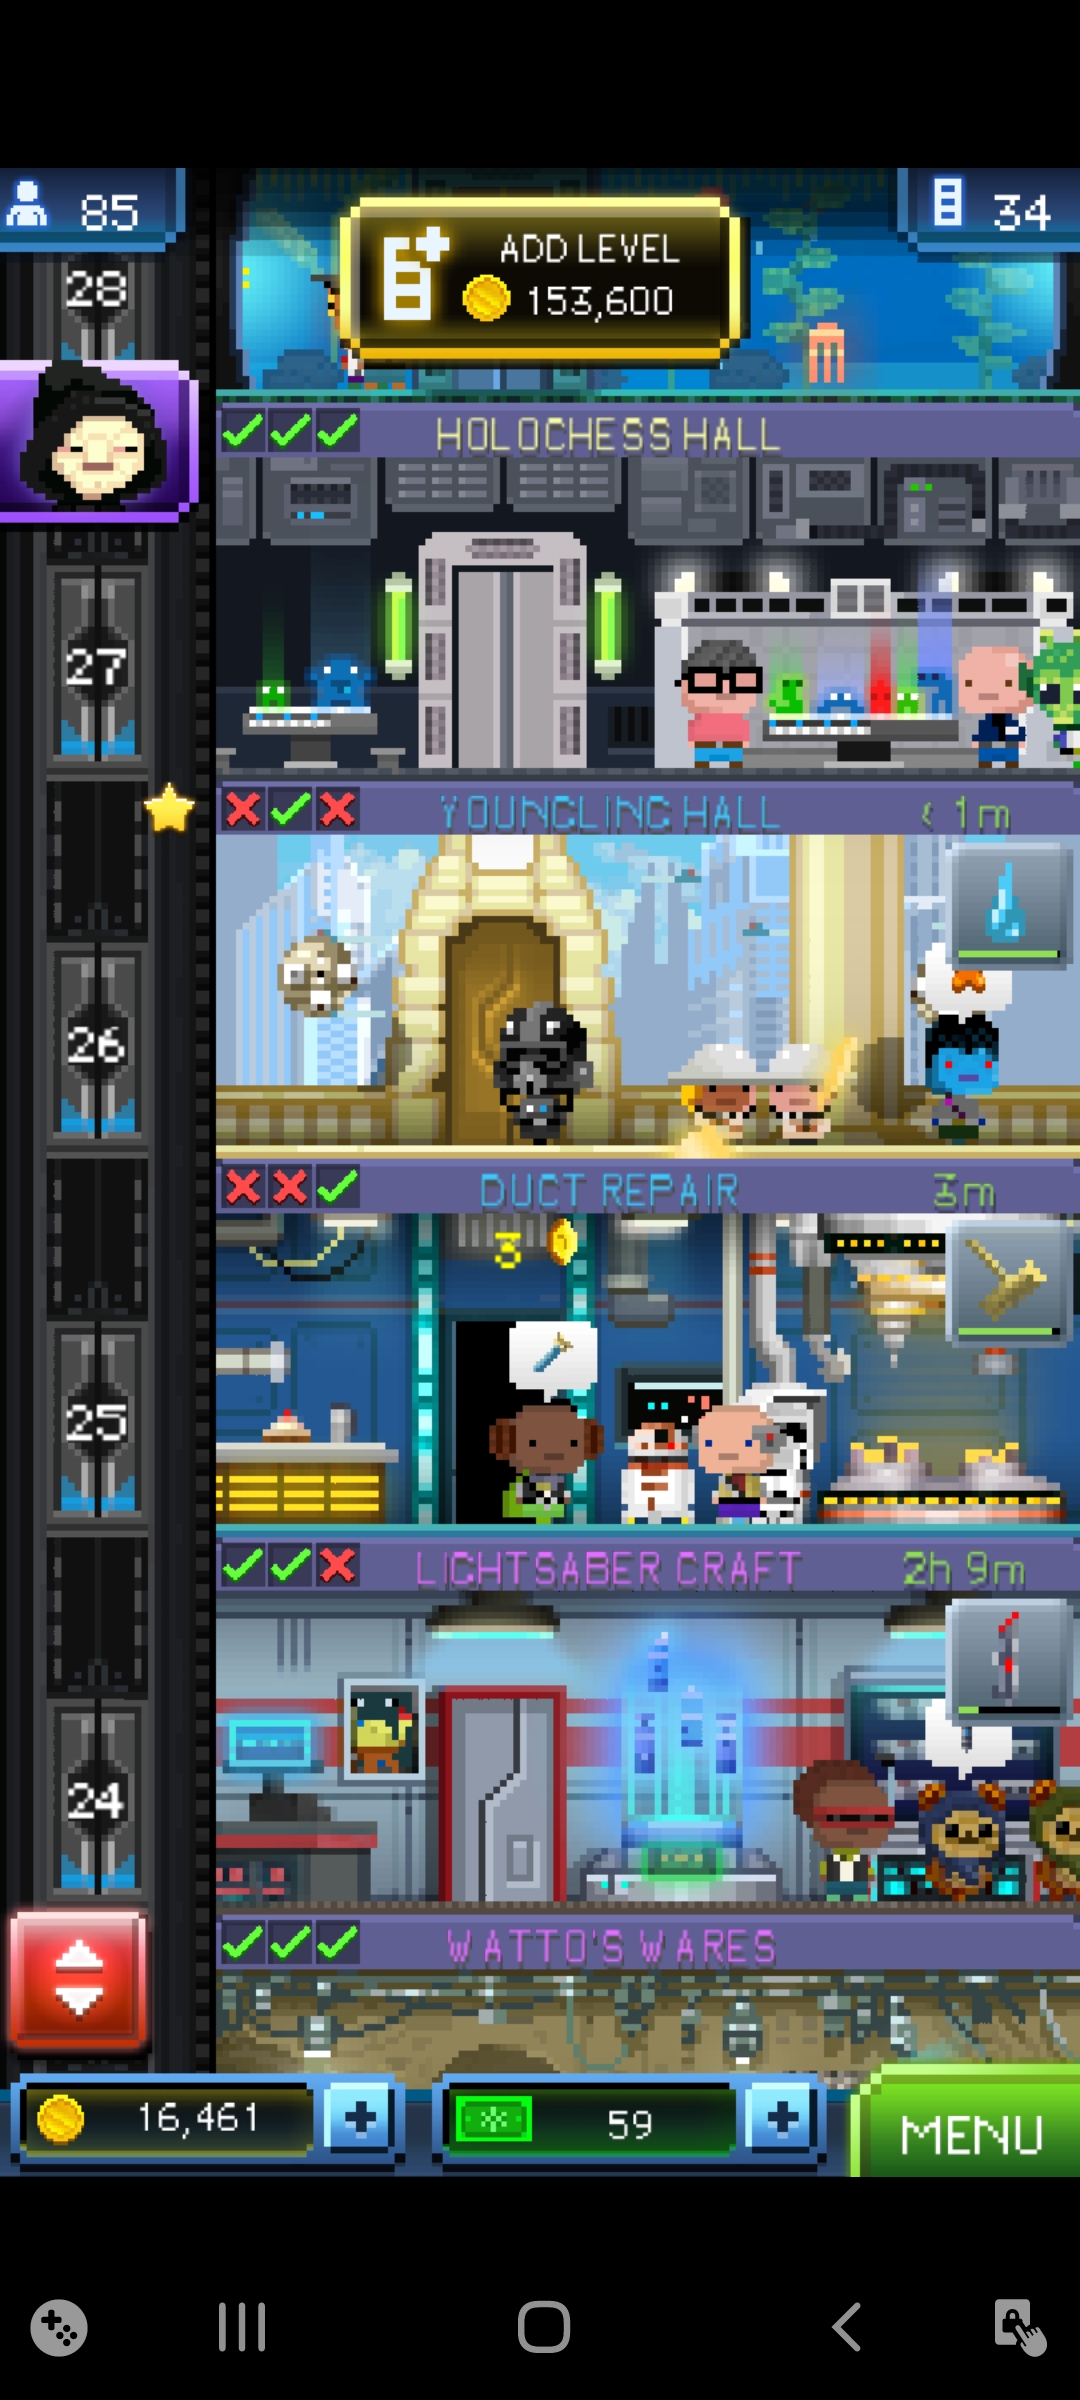 85
ADD LEVEL
153,600
34
28
HOLOCHESS HALL
27
YOUNGLING HALL
< 1m
26
DUCT REPAIR
3m
3
25
LIGHTSABER CRAFT
2h 9m
24
WATTO'S WARES
16,461
59
MENU